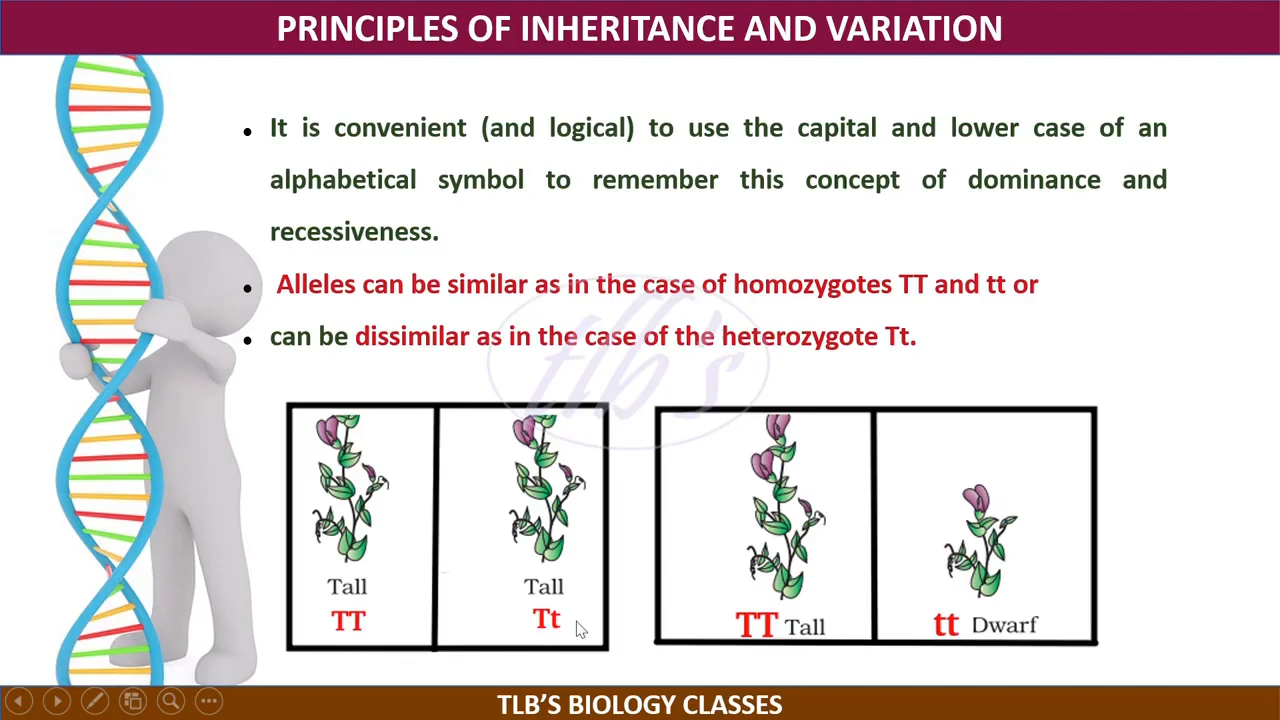 PRINCIPLES OF INHERITANCE AND VARIATION
• It is convenient (and logical) to use the capital and lower case of an
alphabetical symbol to remember this concept of dominance and
recessiveness.
• Alleles can be similar as in the case of homozygotes TT and tt or
• can be dissimilar as in the case of the heterozygote Tt.
tlb's
Tall
TT
Tall
Tt
TT Tall
tt Dwarf
TLB’S BIOLOGY CLASSES